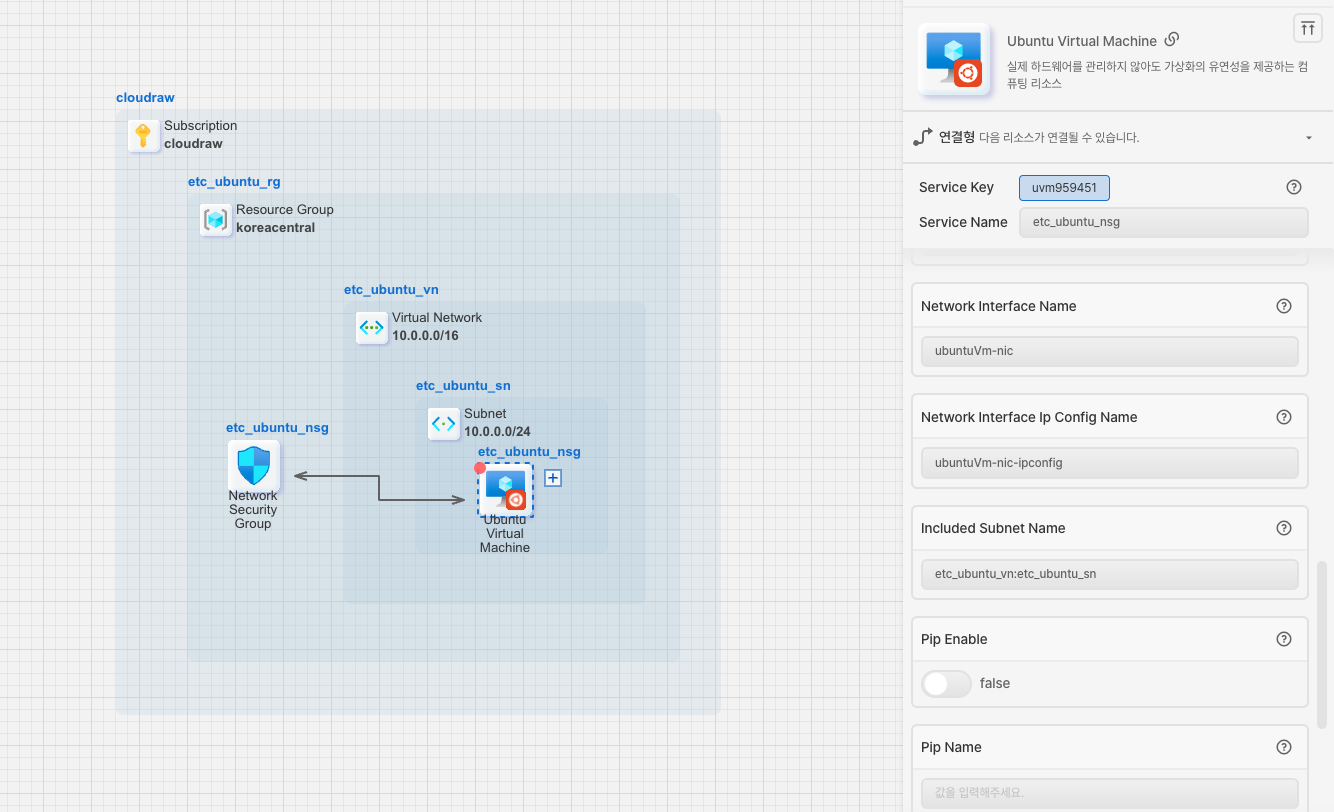 cloudraw
Subscription
cloudraw
etc_ubuntu_rg
Resource Group
koreacentral
etc_ubuntu_vn
Virtual Network
10.0.0.0/16
etc_ubuntu_sn
Subnet
10.0.0.0/24
etc_ubuntu_nsg
Network
Security
Group
etc_ubuntu_nsg
Ubuntu
Virtual
Machine
Ubuntu Virtual Machine
실제 하드웨어를 관리하지 않아도 가상화의 유연성을 제공하는 컴
퓨팅 리소스
연결형 다음 리소스가 연결될 수 있습니다.
Service Key uvm959451
Service Name etc_ubuntu_nsg
Network Interface Name
ubuntuVm-nic
Network Interface Ip Config Name
ubuntuVm-nic-ipconfig
Included Subnet Name
etc_ubuntu_vn:etc_ubuntu_sn
Pip Enable
false
Pip Name
값을 입력해주세요.